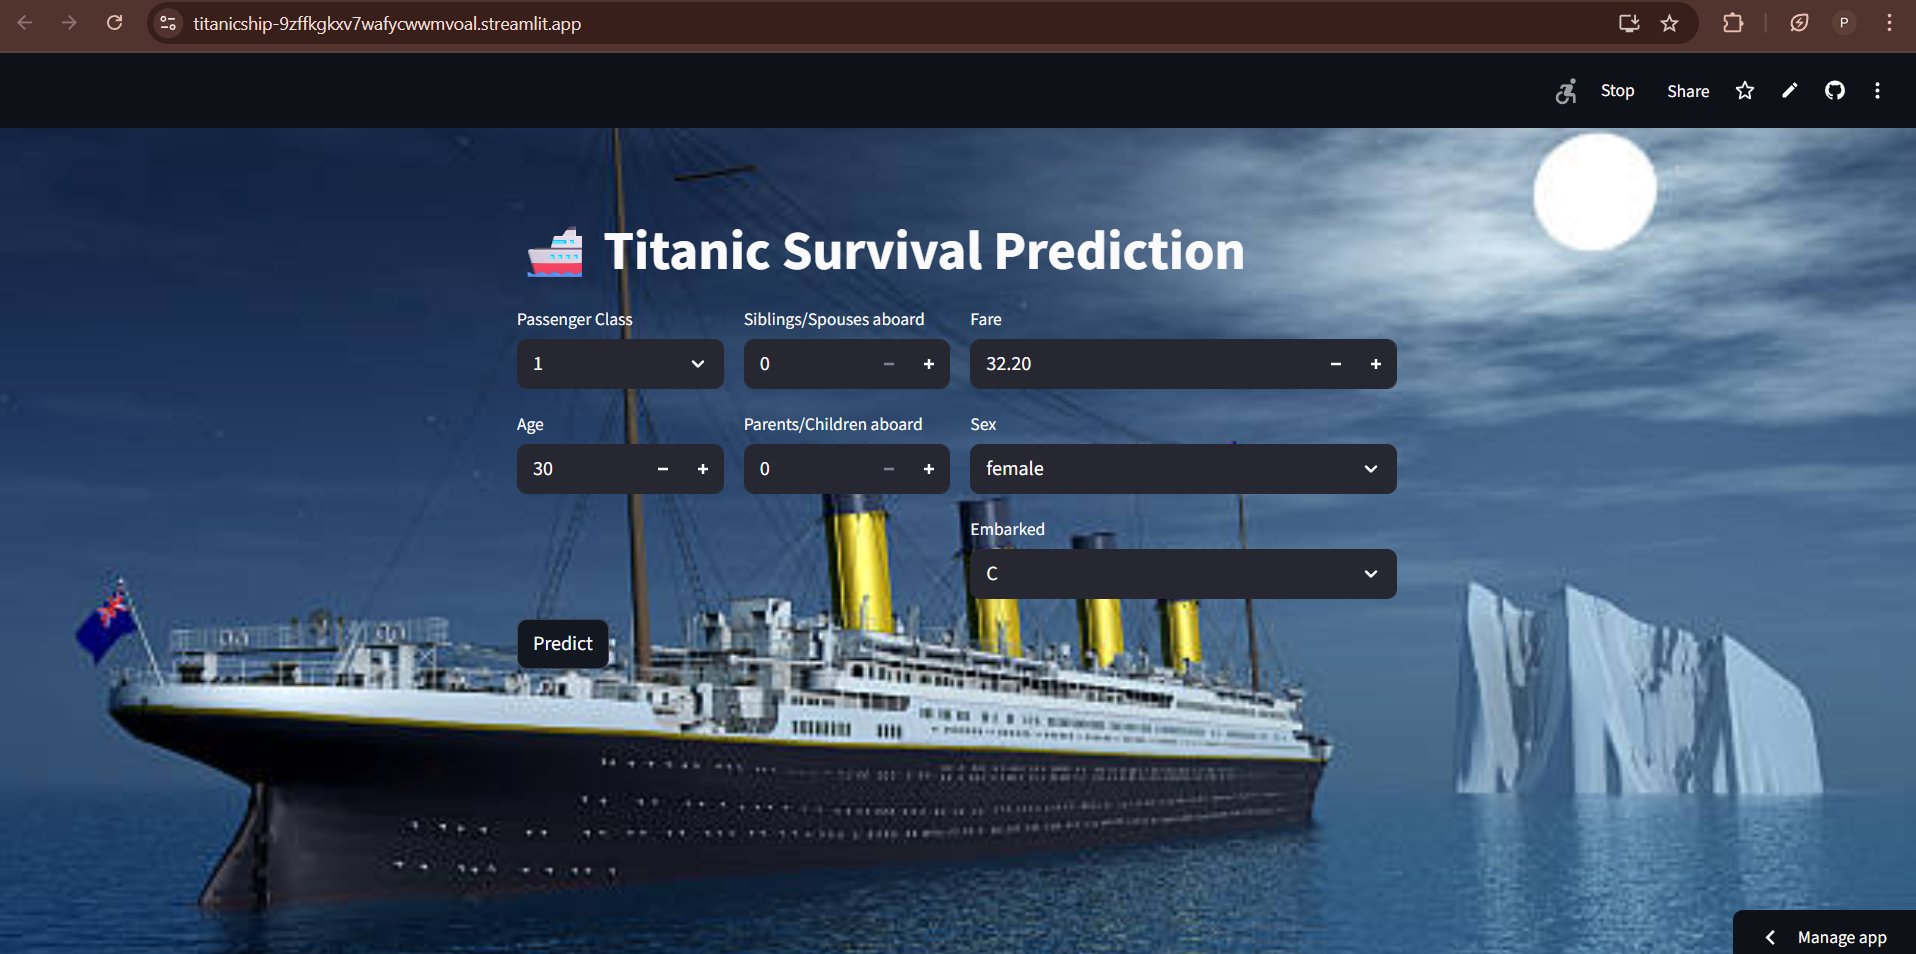 titanicship-9zffkgkxv7wafycwwmvoal.streamlit.app
P
Stop Share
Titanic Survival Prediction
Passenger Class Siblings/Spouses aboard Fare
1 0 32.20
Age Parents/Children aboard Sex
30 0 female
Embarked
C
Predict
Manage app